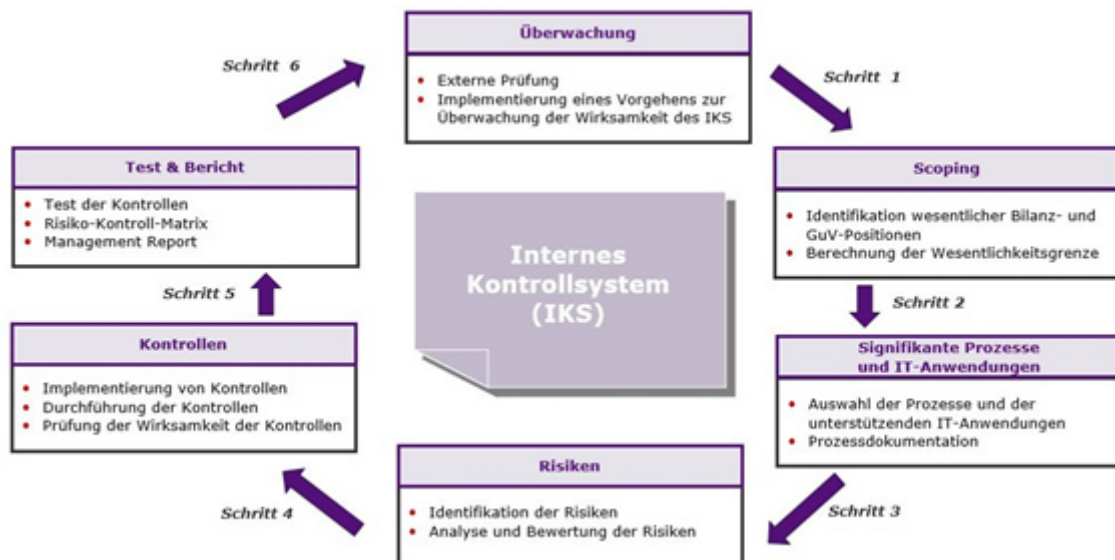 Überwachung
• Externe Prüfung
• Implementierung eines Vorgehens zur
Überwachung der Wirksamkeit des IKS
Schritt 1
Scoping
• Identifikation wesentlicher Bilanz- und
GuV-Positionen
• Berechnung der Wesentlichkeitsgrenze
Schritt 2
Signifikante Prozesse
und IT-Anwendungen
• Auswahl der Prozesse und der
unterstützenden IT-Anwendungen
• Prozessdokumentation
Schritt 3
Risiken
• Identifikation der Risiken
• Analyse und Bewertung der Risiken
Schritt 4
Kontrollen
• Implementierung von Kontrollen
• Durchführung der Kontrollen
• Prüfung der Wirksamkeit der Kontrollen
Schritt 5
Test & Bericht
• Test der Kontrollen
• Risiko-Kontroll-Matrix
• Management Report
Schritt 6
Internes
Kontrollsystem
(IKS)